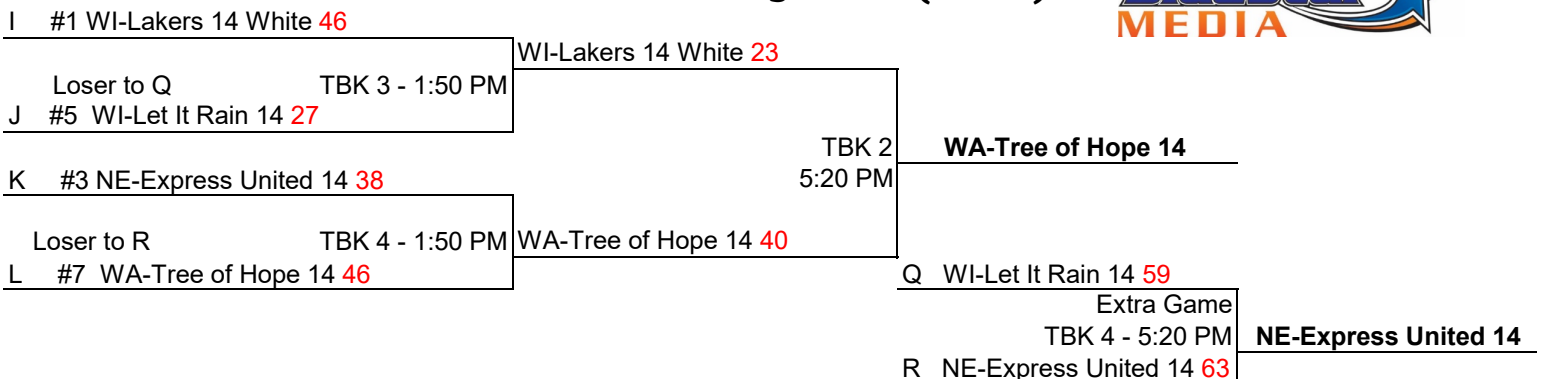 I #1 WI-Lakers 14 White 46
MEDIA
WI-Lakers 14 White 23
Loser to Q TBK 3 - 1:50 PM
J #5 WI-Let It Rain 14 27
TBK 2 WA-Tree of Hope 14
K #3 NE-Express United 14 38
5:20 PM
Loser to R TBK 4 - 1:50 PM WA-Tree of Hope 14 40
L #7 WA-Tree of Hope 14 46
Q WI-Let It Rain 14 59
Extra Game
TBK 4 - 5:20 PM NE-Express United 14
R NE-Express United 14 63